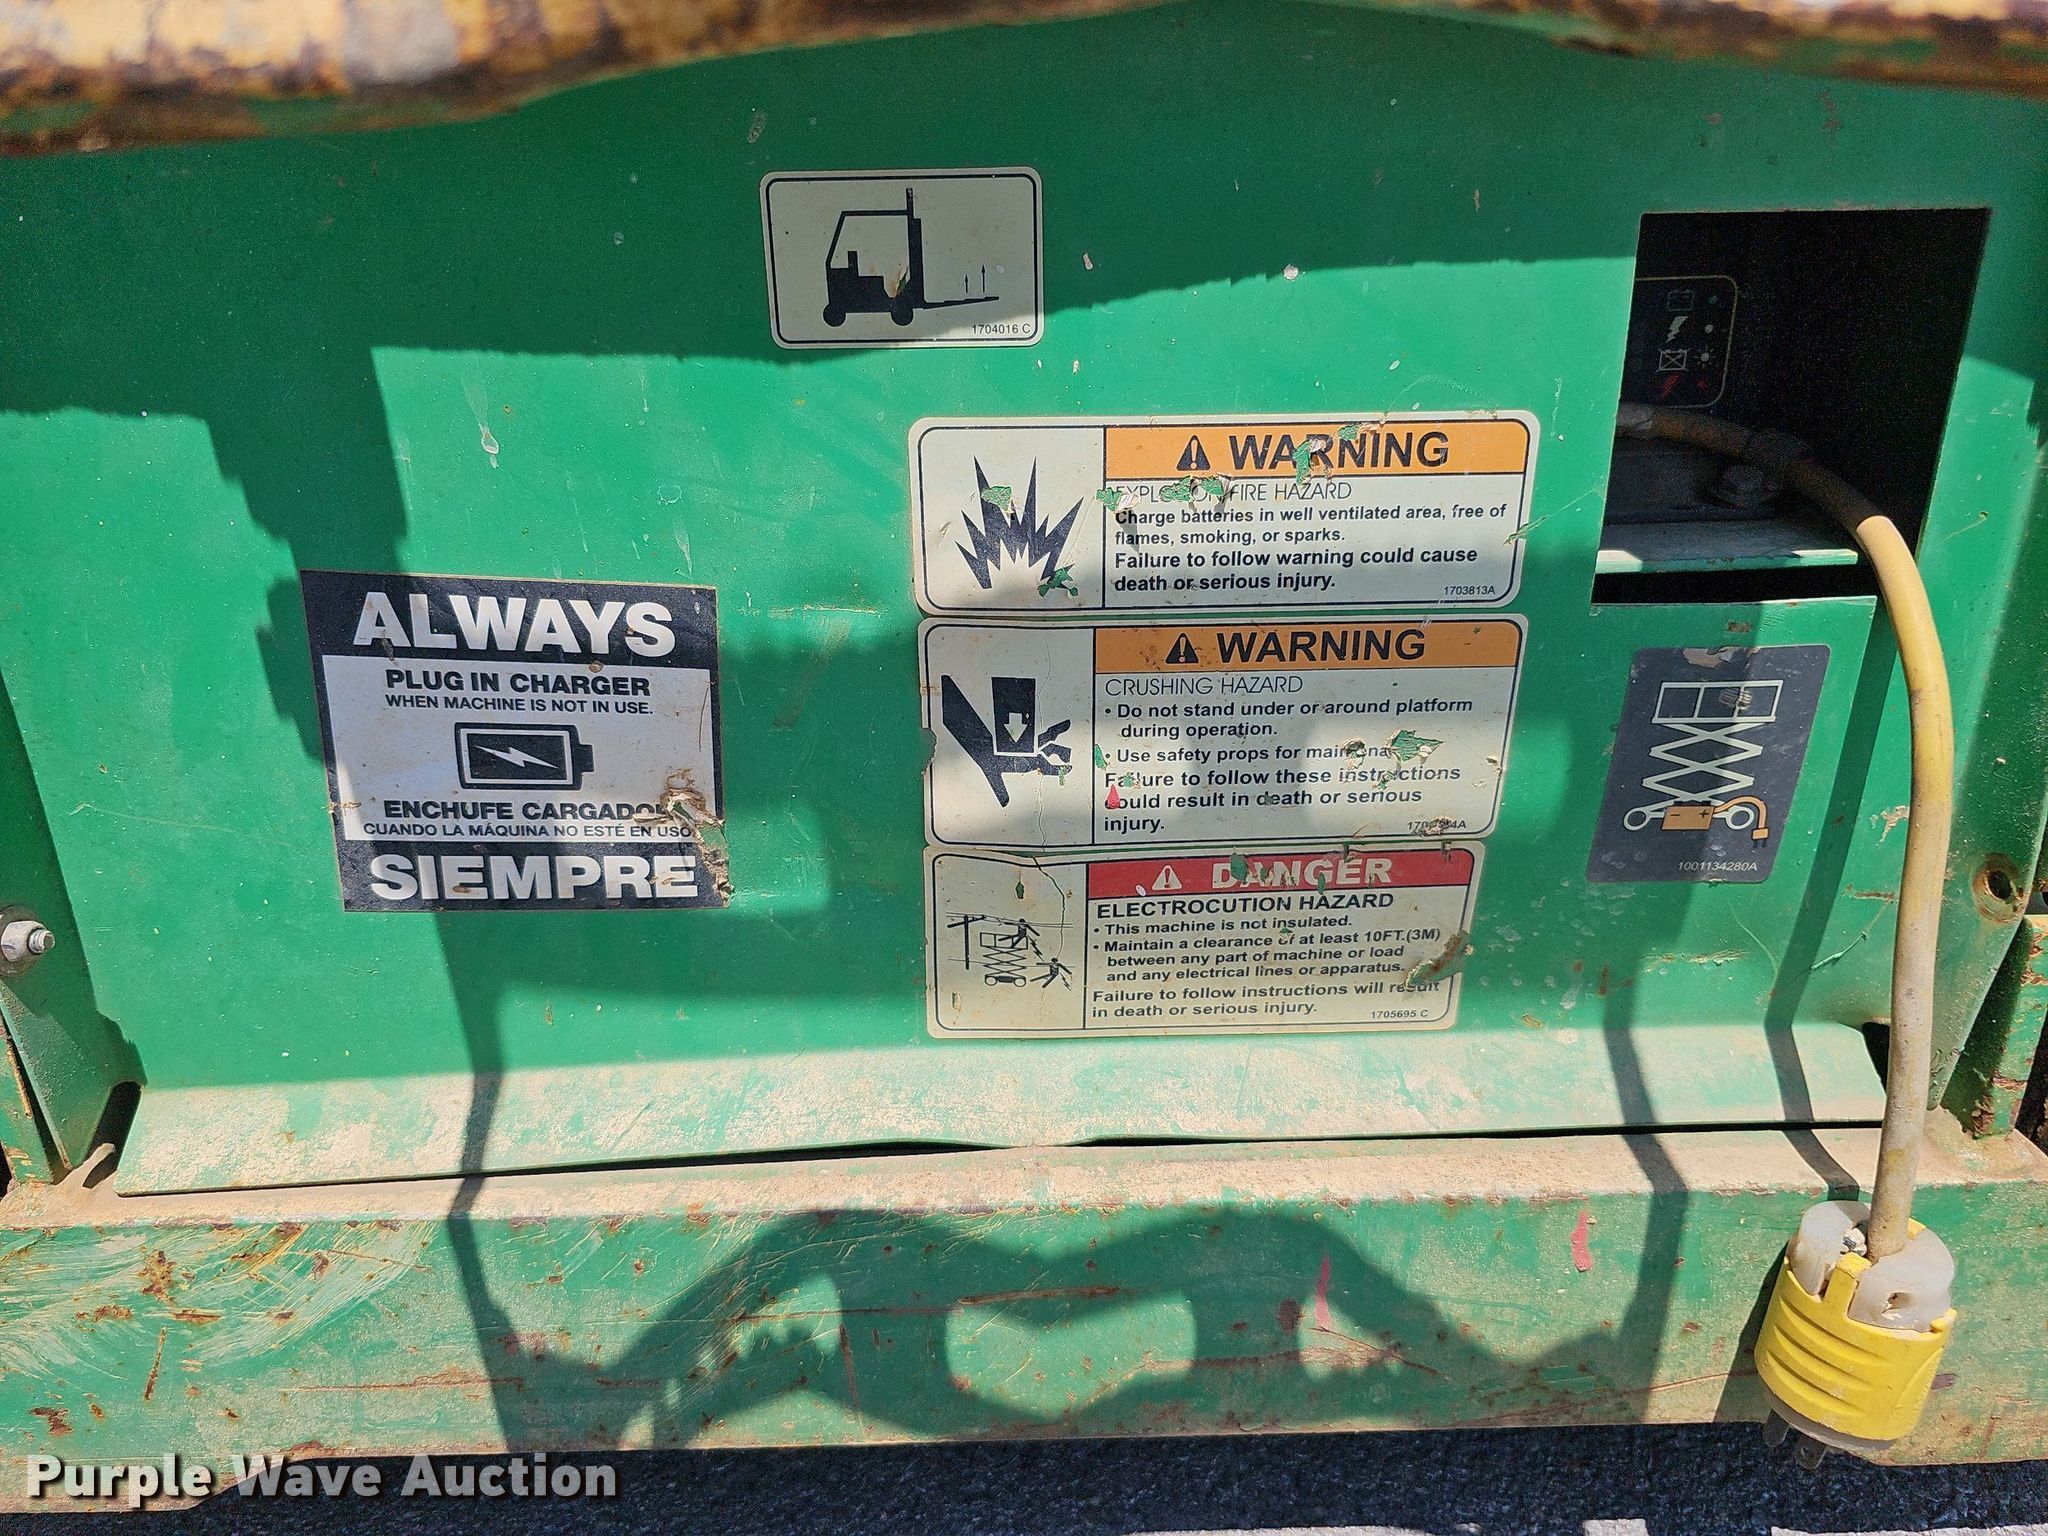 1704016 C
WARNING
FIRE HAZARD
Charge batteries in well ventilated area, free of
flames, smoking, or sparks.
Failure to follow warning could cause
death or serious injury.
1703813A
ALWAYS
PLUG IN CHARGER
WHEN MACHINE IS NOT IN USE.
ENCHUFE CARGADOR
CUANDO LA MÁQUINA NO ESTÉ EN USO
SIEMPRE
WARNING
CRUSHING HAZARD
• Do not stand under or around platform
during operation.
• Use safety props for
Failure to follow these instructions
could result in death or serious
injury.
DANGER
ELECTROCUTION HAZARD
• This machine is not insulated.
• Maintain a clearance of at least 10FT.(3M)
between any part of machine or load
and any electrical lines or apparatus.
Failure to follow instructions will result
in death or serious injury.
1705695 C
- +
1001134280A
Purple Wave Auction